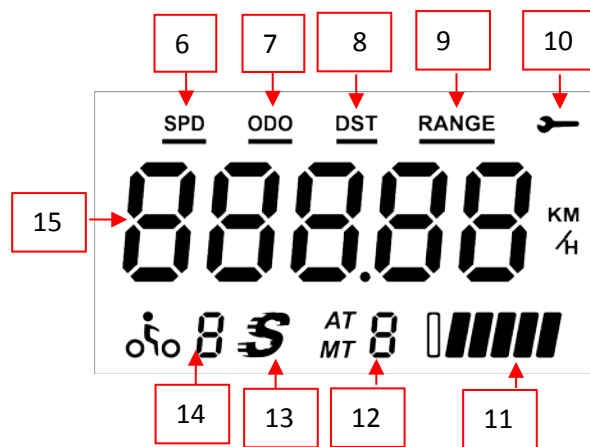 6 7 8 9 10
SPD ODO DST RANGE
15
888.88
KM
/H
8 S AT 8
MT
14 13 12 11